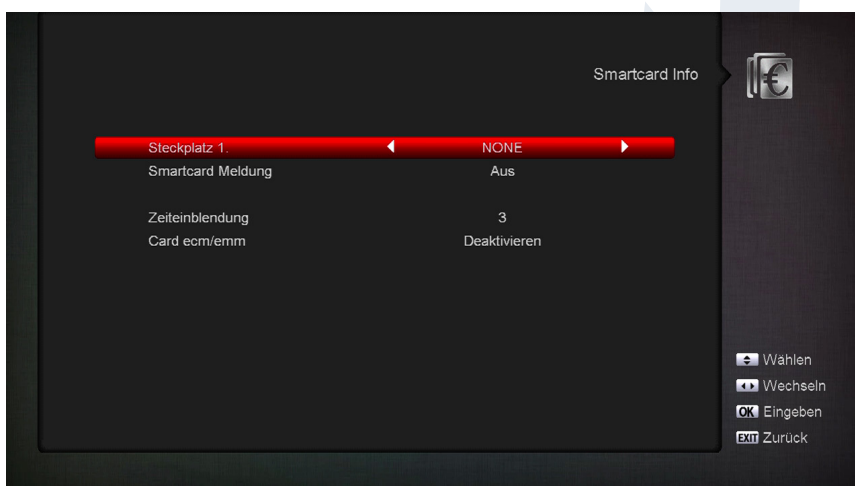 Smartcard Info
€
Steckplatz 1. NONE
Smartcard Meldung Aus
Zeiteinblendung 3
Card ecm/emm Deaktivieren
Wählen
Wechseln
OK Eingeben
EXIT Zurück